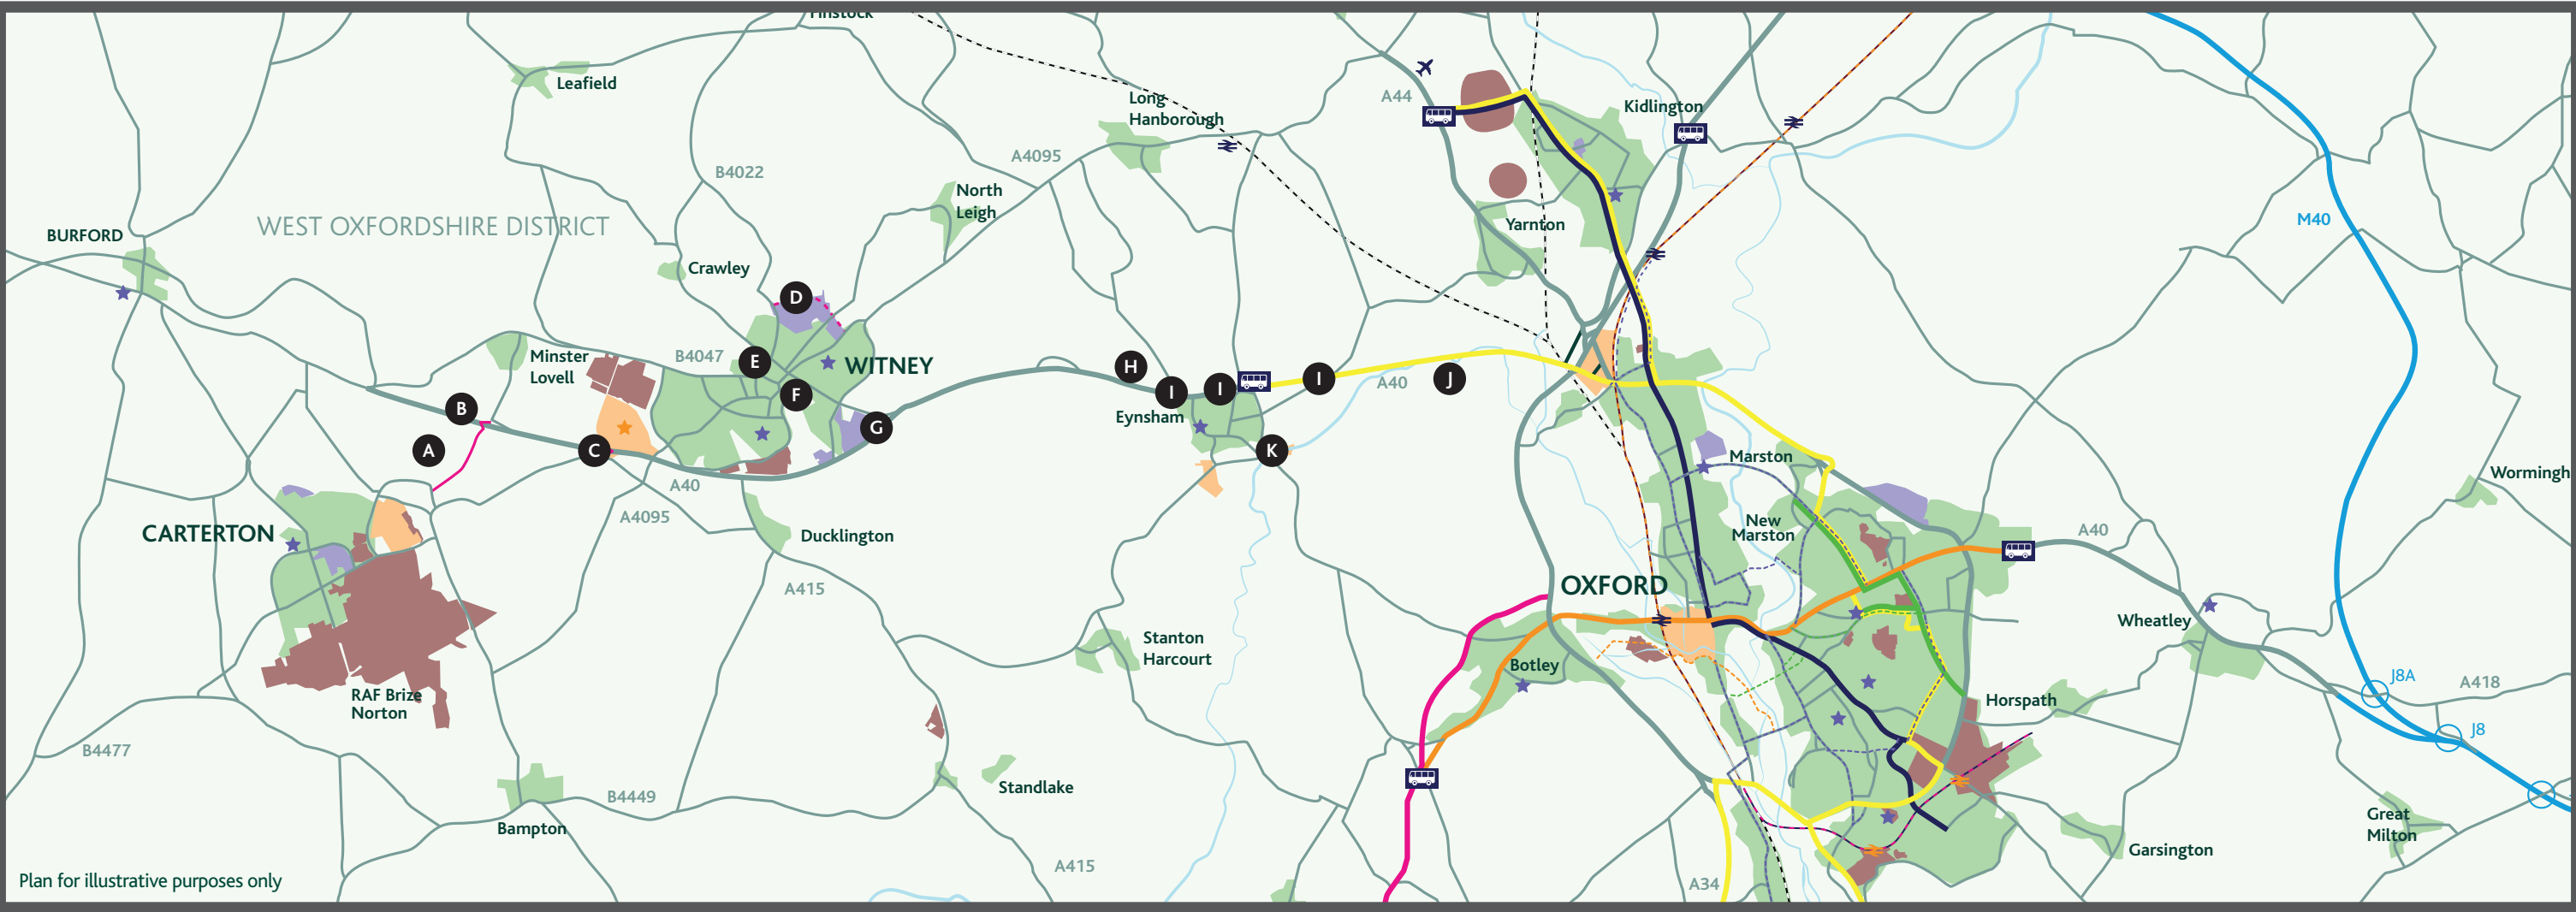 Finstock
Leafield
Long
Hanborough
A44
Kidlington
B4022
A4095
North
Leigh
WEST OXFORDSHIRE DISTRICT
BURFORD
Yarnton
M40
Crawley
D
Minster
Lovell
B4047
E
WITNEY
F
H
I
I
I
A40
J
B
Eynsham
G
A
C
K
A40
A4095
Marston
Wormingh
CARTERTON
Ducklington
New
Marston
A40
A415
OXFORD
Wheatley
Stanton
Harcourt
Botley
RAF Brize
Norton
Horspath
J8A
A418
J8
B4477
Standlake
B4449
Bampton
Great
Milton
Garsington
A415
A34
Plan for illustrative purposes only